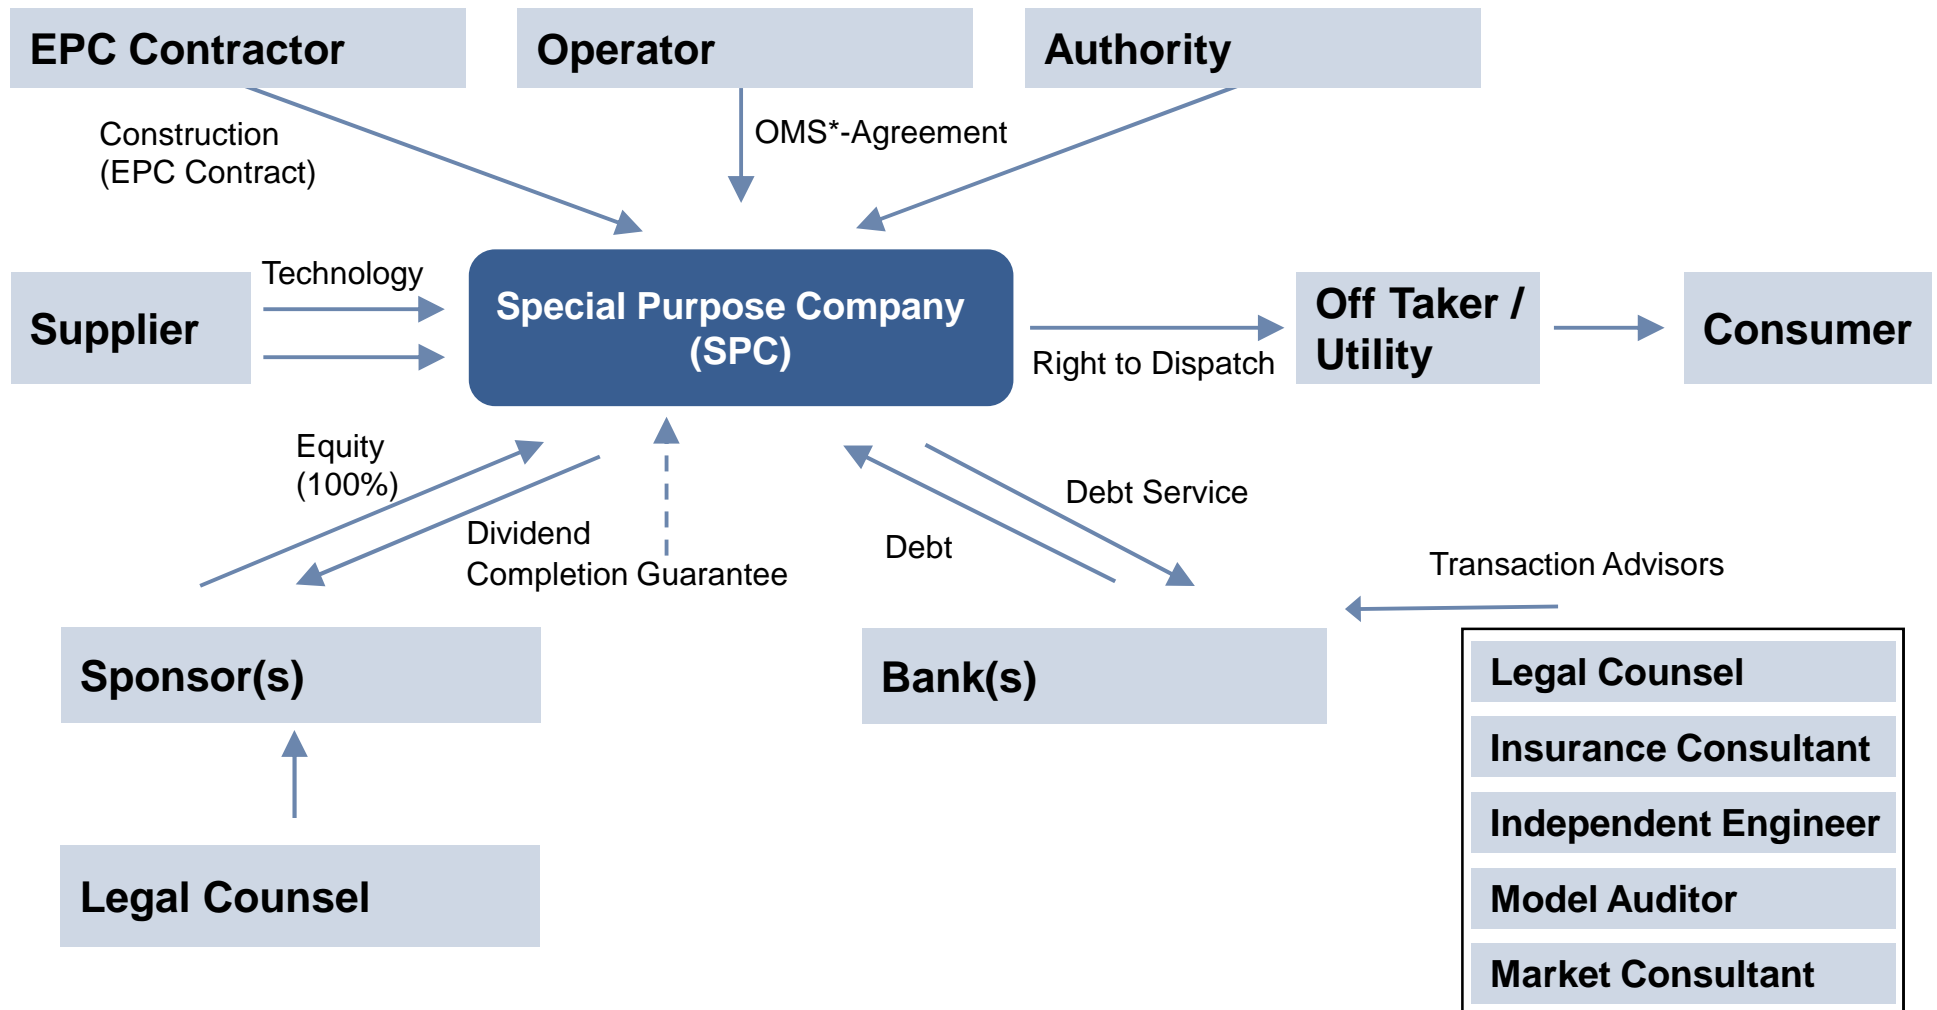 EPC Contractor
Operator
Authority
Construction
(EPC Contract)
OMS*-Agreement
Supplier
Technology
Special Purpose Company
(SPC)
Right to Dispatch
Off Taker /
Utility
Consumer
Equity
(100%)
Dividend
Completion Guarantee
Debt
Debt Service
Transaction Advisors
Sponsor(s)
Bank(s)
Legal Counsel
Legal Counsel
Insurance Consultant
Independent Engineer
Model Auditor
Market Consultant